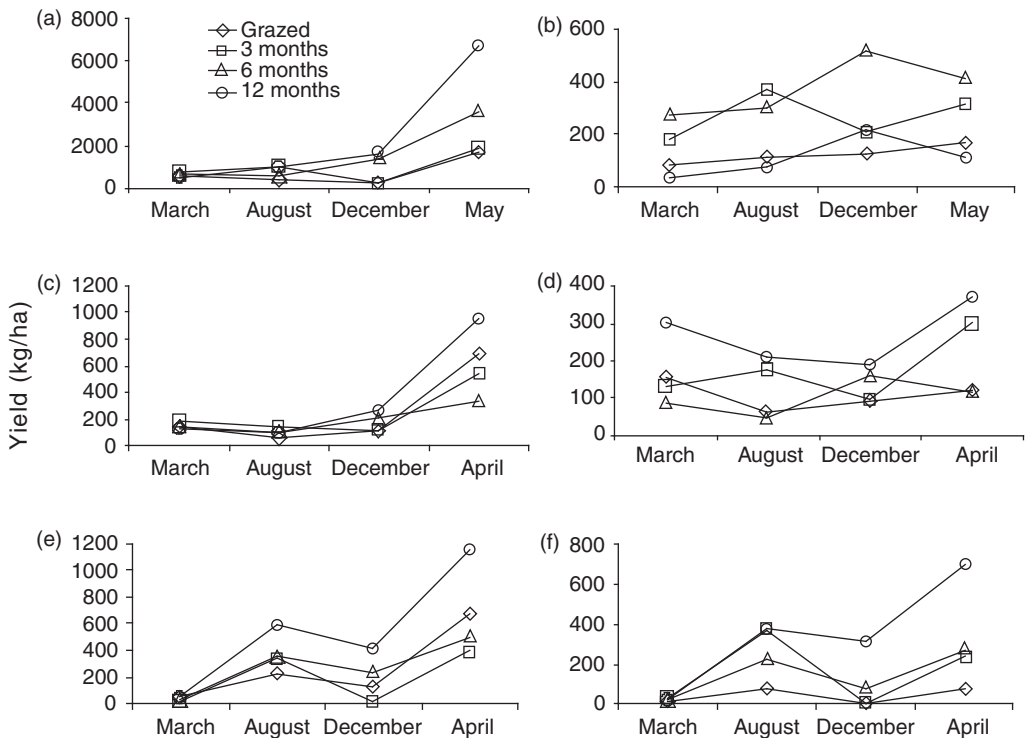 Yield (kg/ha)
(a)
8000
6000
4000
2000
0
Grazed
3 months
6 months
12 months
March August December May
(b)
600
400
200
0
March August December May
(c)
1200
1000
800
600
400
200
0
March August December April
(d)
400
300
200
100
0
March August December April
(e)
1200
1000
800
600
400
200
0
March August December April
(f)
800
600
400
200
0
March August December April